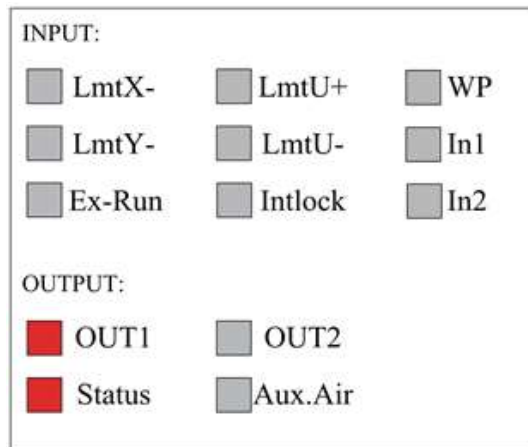 INPUT:
LmtX- LmtU+ WP
LmtY- LmtU- In1
Ex-Run Intlock In2
OUTPUT:
OUT1 OUT2
Status Aux.Air